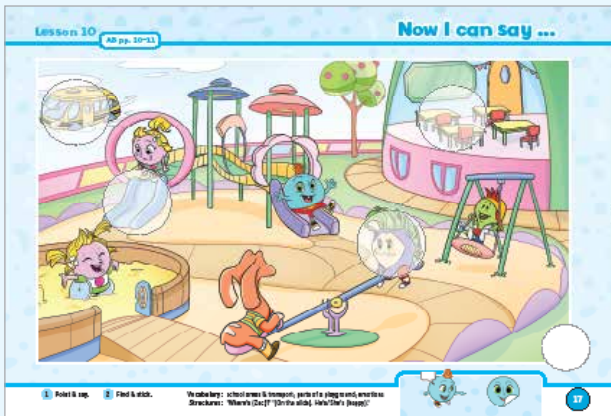 Lesson 10
AB pp. 10–11
Now I can say ...
1 Point & say.
2 Find & stick.
Vocabulary: school areas & transport; parts of a playground; emotions
Structures: 'Where's (Zac)?' '(On the slide). He's/She's (happy).'
17